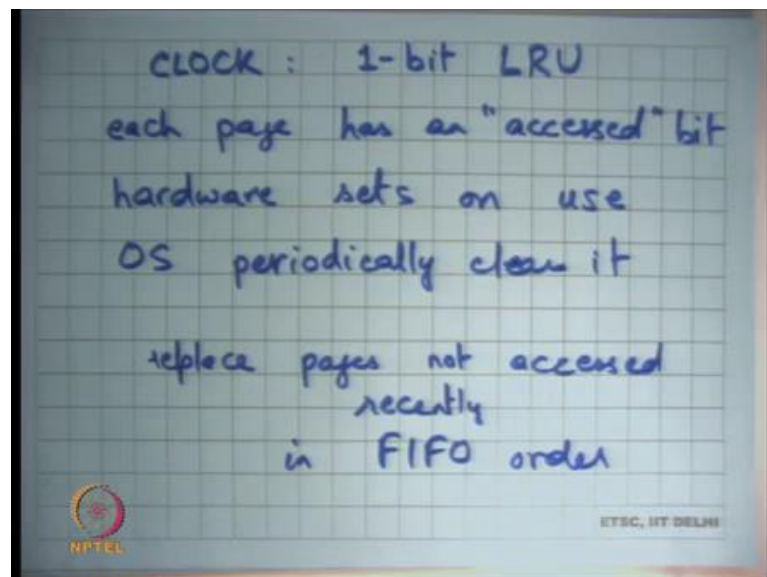 CLOCK : 1-bit LRU
each page has an "accessed" bit
hardware sets on use
OS periodically clears it
replace pages not accessed
recently
in FIFO order
NPTEL
ETSC, IIT DELHI